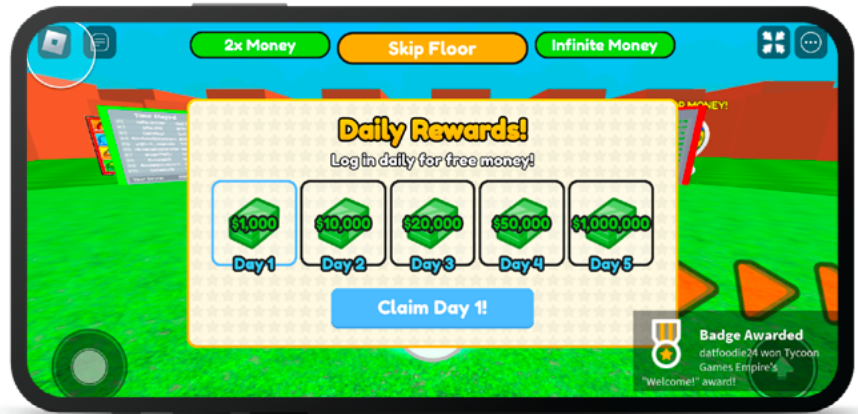 2x Money
Skip Floor
Infinite Money
Daily Rewards!
Log in daily for free money!
$1,000
$10,000
$20,000
$50,000
$1,000,000
Day 1
Day 2
Day 3
Day 4
Day 5
Claim Day 1!
MONEY!
Badge Awarded
datfoodie24 won Tycoon
Games Empire's
"Welcome!" award!